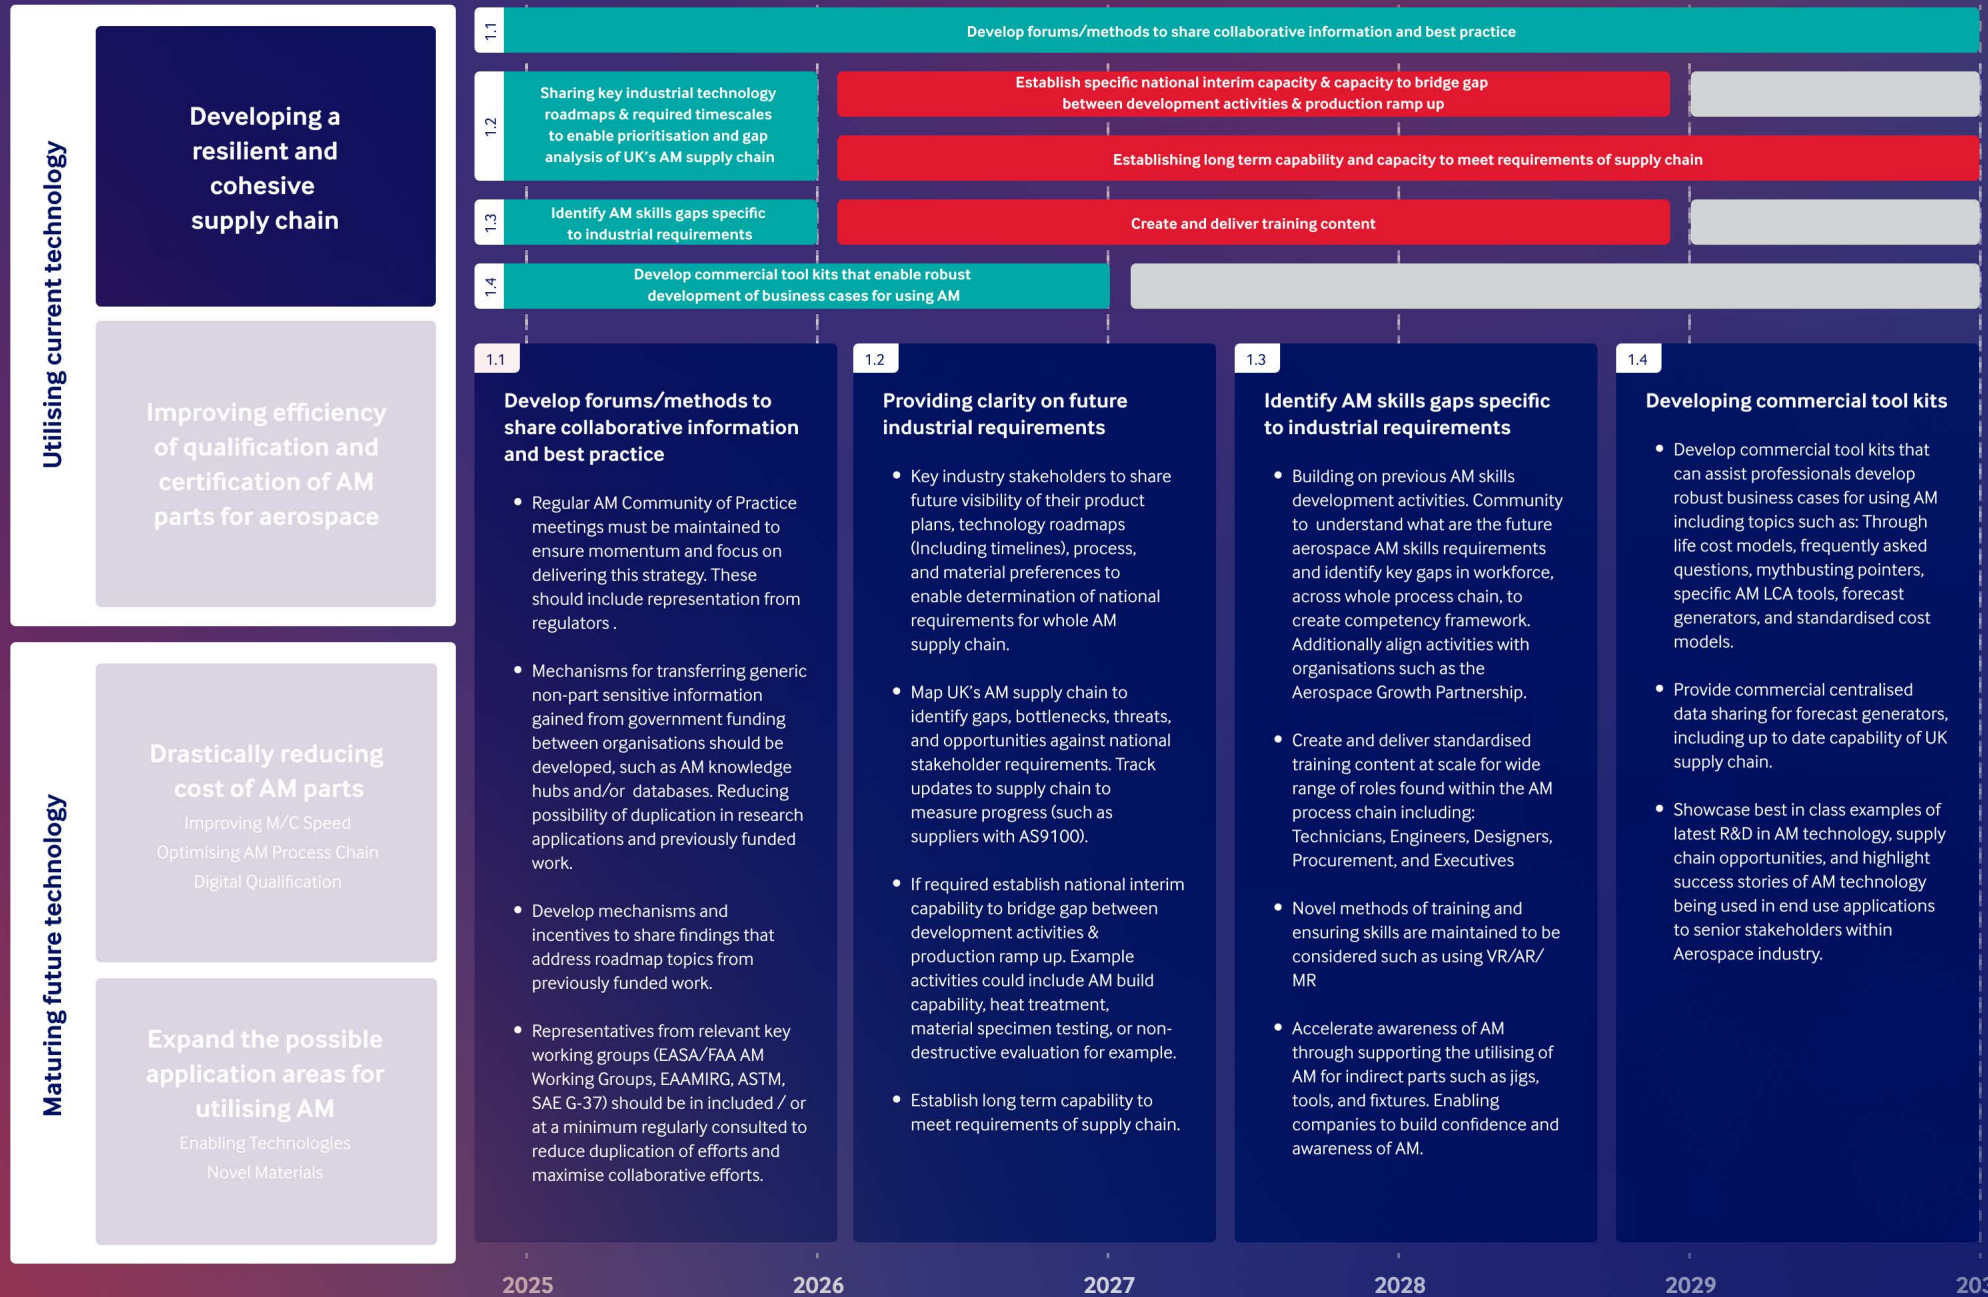 Utilising current technology
Developing a
resilient and
cohesive
supply chain
Improving efficiency
of qualification and
certification of AM
parts for aerospace
Maturing future technology
Drastically reducing
cost of AM parts
Improving M/C Speed
Optimising AM Process Chain
Digital Qualification
Expand the possible
application areas for
utilising AM
Enabling Technologies
Novel Materials
1.1
Develop forums/methods to share collaborative information and best practice
1.2
Sharing key industrial technology
roadmaps & required timescales
to enable prioritisation and gap
analysis of UK's AM supply chain
Establish specific national interim capacity & capacity to bridge gap
between development activities & production ramp up
Establishing long term capability and capacity to meet requirements of supply chain
1.3
Identify AM skills gaps specific
to industrial requirements
Create and deliver training content
1.4
Develop commercial tool kits that enable robust
development of business cases for using AM
1.1
Develop forums/methods to
share collaborative information
and best practice
• Regular AM Community of Practice
meetings must be maintained to
ensure momentum and focus on
delivering this strategy. These
should include representation from
regulators .
• Mechanisms for transferring generic
non-part sensitive information
gained from government funding
between organisations should be
developed, such as AM knowledge
hubs and/or databases. Reducing
possibility of duplication in research
applications and previously funded
work.
• Develop mechanisms and
incentives to share findings that
address roadmap topics from
previously funded work.
• Representatives from relevant key
working groups (EASA/FAA AM
Working Groups, EAAMIRG, ASTM,
SAE G-37) should be in included / or
at a minimum regularly consulted to
reduce duplication of efforts and
maximise collaborative efforts.
1.2
Providing clarity on future
industrial requirements
• Key industry stakeholders to share
future visibility of their product
plans, technology roadmaps
(Including timelines), process,
and material preferences to
enable determination of national
requirements for whole AM
supply chain.
• Map UK's AM supply chain to
identify gaps, bottlenecks, threats,
and opportunities against national
stakeholder requirements. Track
updates to supply chain to
measure progress (such as
suppliers with AS9100).
• If required establish national interim
capability to bridge gap between
development activities &
production ramp up. Example
activities could include AM build
capability, heat treatment,
material specimen testing, or non-
destructive evaluation for example.
• Establish long term capability to
meet requirements of supply chain.
1.3
Identify AM skills gaps specific
to industrial requirements
• Building on previous AM skills
development activities. Community
to understand what are the future
aerospace AM skills requirements
and identify key gaps in workforce,
across whole process chain, to
create competency framework.
Additionally align activities with
organisations such as the
Aerospace Growth Partnership.
• Create and deliver standardised
training content at scale for wide
range of roles found within the AM
process chain including:
Technicians, Engineers, Designers,
Procurement, and Executives
• Novel methods of training and
ensuring skills are maintained to be
considered such as using VR/AR/
MR
• Accelerate awareness of AM
through supporting the utilising of
AM for indirect parts such as jigs,
tools, and fixtures. Enabling
companies to build confidence and
awareness of AM.
1.4
Developing commercial tool kits
• Develop commercial tool kits that
can assist professionals develop
robust business cases for using AM
including topics such as: Through
life cost models, frequently asked
questions, mythbusting pointers,
specific AM LCA tools, forecast
generators, and standardised cost
models.
• Provide commercial centralised
data sharing for forecast generators,
including up to date capability of UK
supply chain.
• Showcase best in class examples of
latest R&D in AM technology, supply
chain opportunities, and highlight
success stories of AM technology
being used in end use applications
to senior stakeholders within
Aerospace industry.
2025
2026
2027
2028
2029